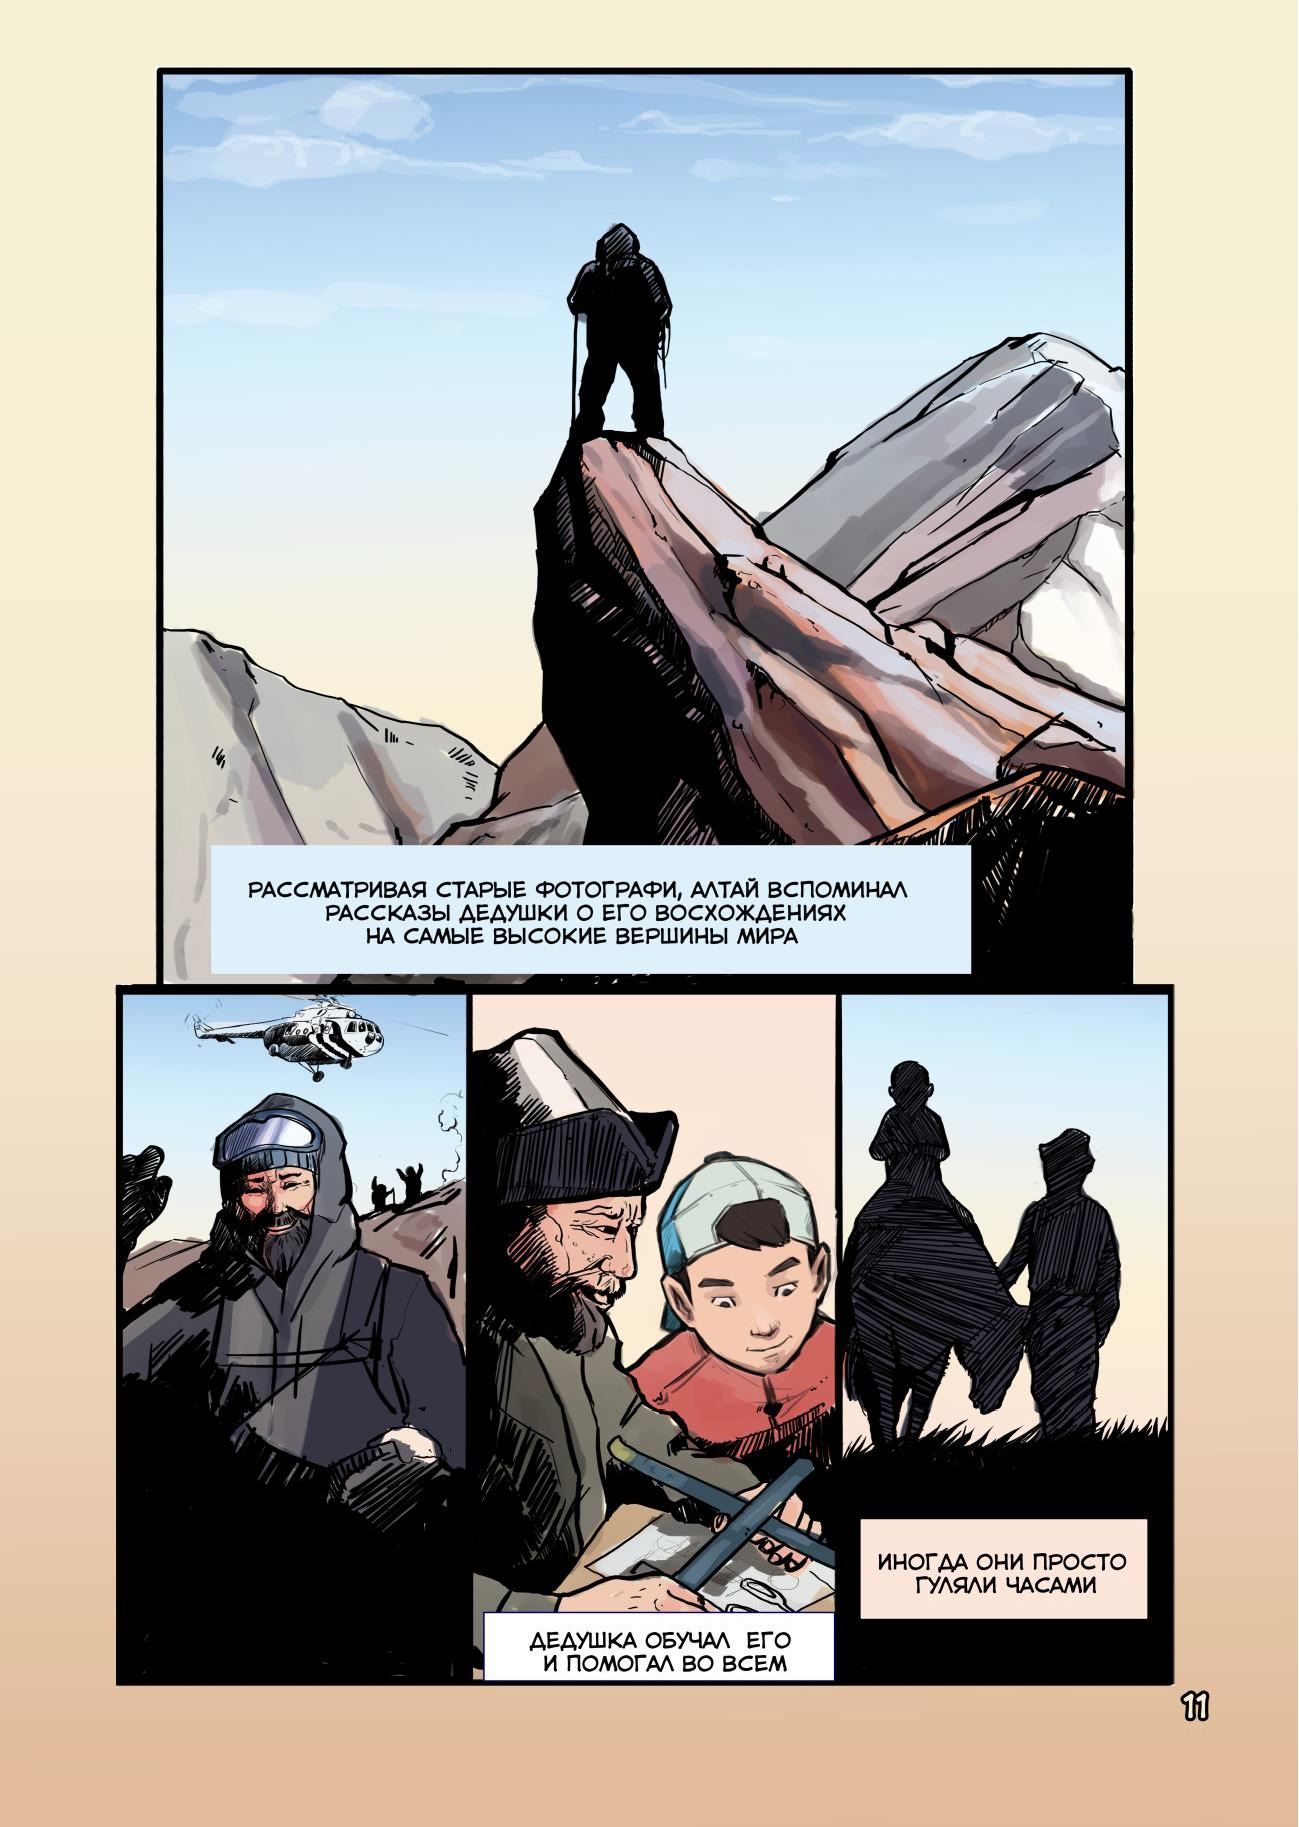 РАССМАТРИВАЯ СТАРЫЕ ФОТОГРАФИ, АЛТАЙ ВСПОМИНАЛ
РАССКАЗЫ ДЕДУШКИ О ЕГО ВОСХОЖДЕНИЯХ
НА САМЫЕ ВЫСОКИЕ ВЕРШИНЫ МИРА
ДЕДУШКА ОБУЧАЛ ЕГО
И ПОМОГАЛ ВО ВСЕМ
ИНОГДА ОНИ ПРОСТО
ГУЛЯЛИ ЧАСАМИ
11